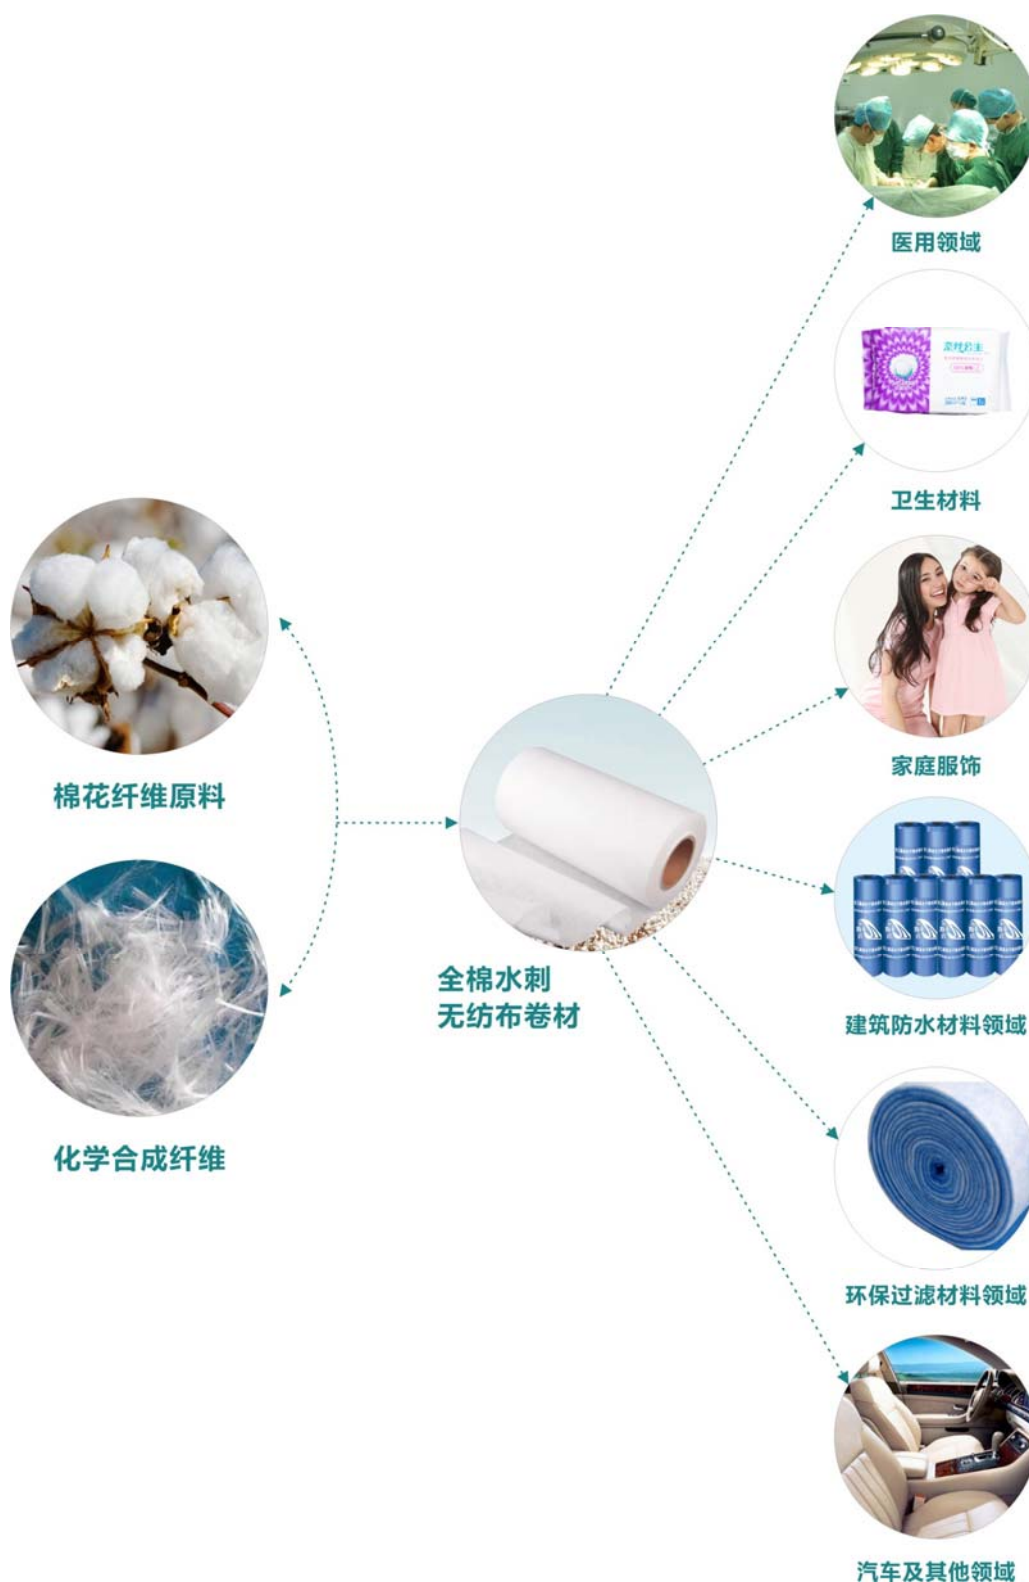 医用领域
卫生材料
家庭服饰
棉花纤维原料
全棉水刺
无纺布卷材
建筑防水材料领域
化学合成纤维
环保过滤材料领域
汽车及其他领域